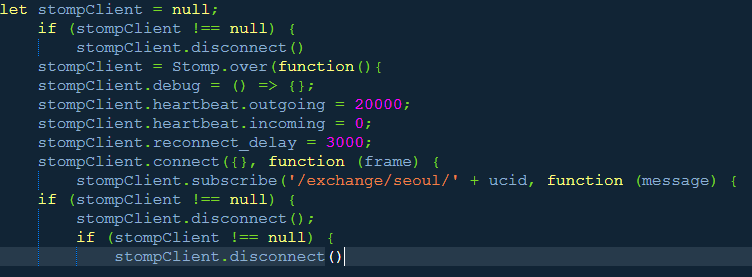 let stompClient = null;
if (stompClient !== null) {
stompClient.disconnect()
stompClient = Stomp.over(function(){
stompClient.debug = () => {};
stompClient.heartbeat.outgoing = 20000;
stompClient.heartbeat.incoming = 0;
stompClient.reconnect_delay = 3000;
stompClient.connect({}, function (frame) {
stompClient.subscribe('/exchange/seoul/' + ucid, function (message) {
if (stompClient !== null) {
stompClient.disconnect();
if (stompClient !== null) {
stompClient.disconnect()